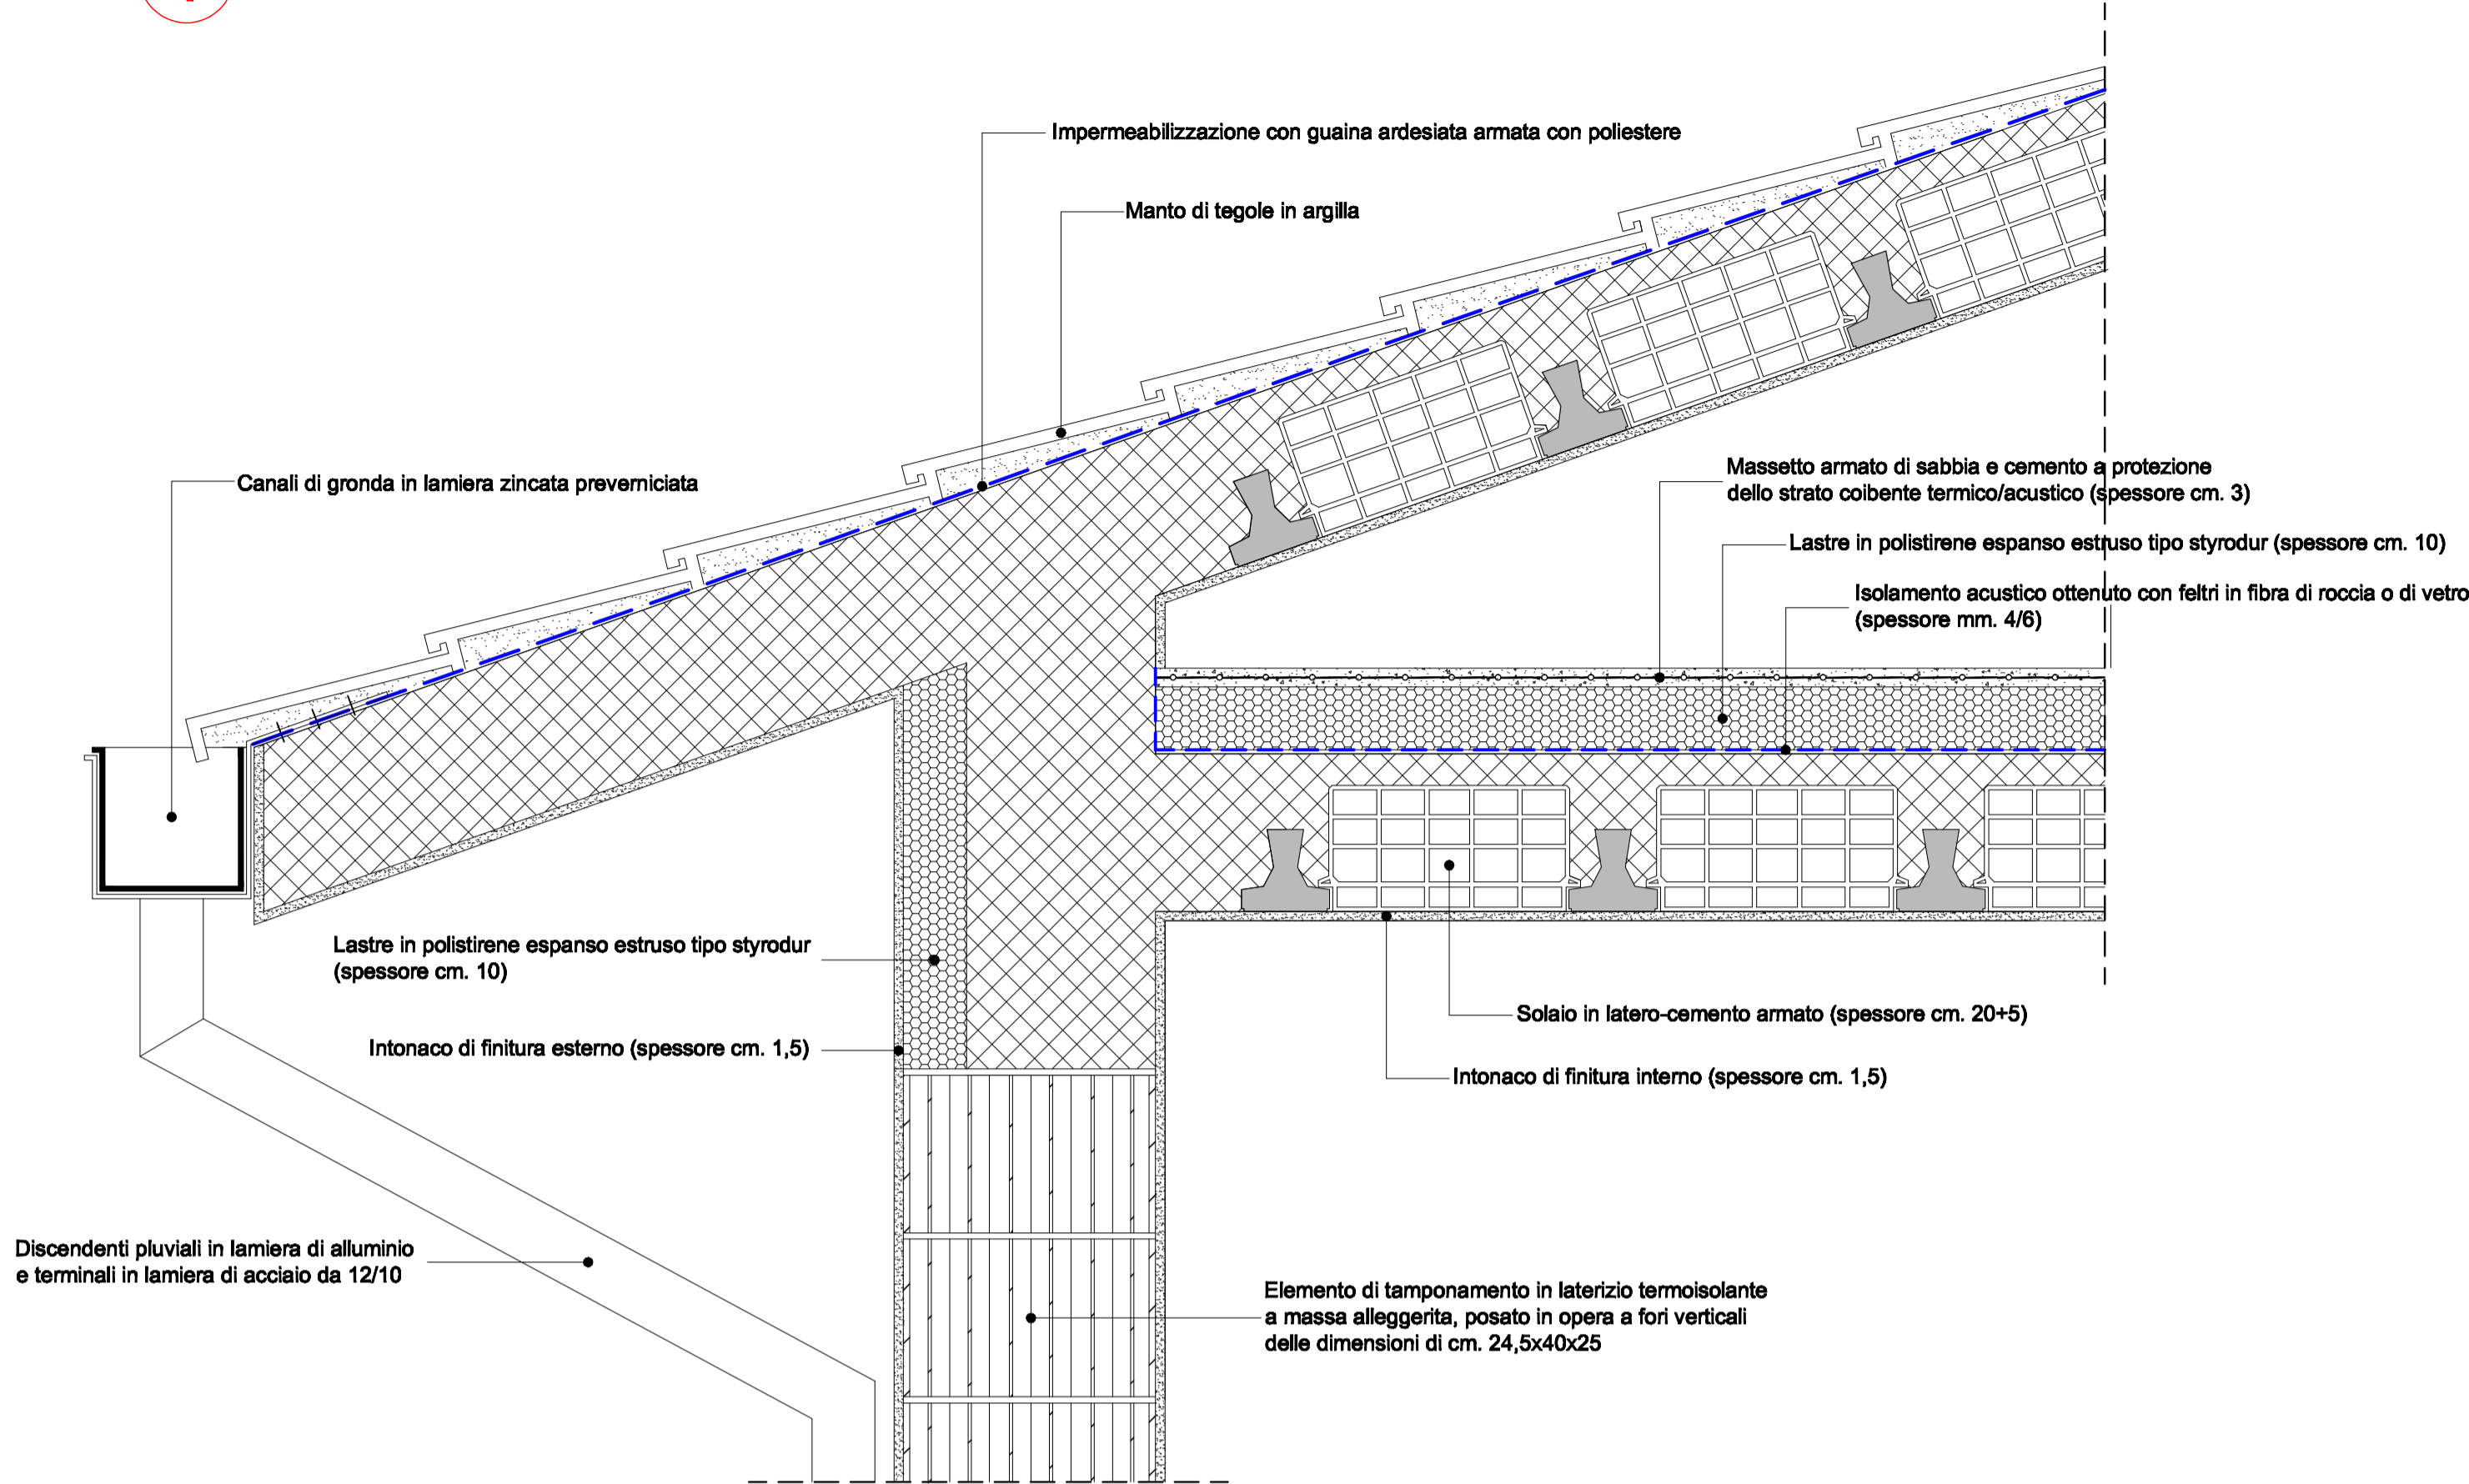 Impermeabilizzazione con guaina ardesiata armata con poliestere
Manto di tegole in argilla
Canali di gronda in lamiera zincata preverniciata
Massetto armato di sabbia e cemento a protezione
dello strato coibente termico/acustico (spessore cm. 3)
Lastre in polistirene espanso estruso tipo styrodur (spessore cm. 10)
Isolamento acustico ottenuto con feltri in fibra di roccia o di vetro
(spessore mm. 4/6)
Lastre in polistirene espanso estruso tipo styrodur
(spessore cm. 10)
Solaio in latero-cemento armato (spessore cm. 20+5)
Intonaco di finitura esterno (spessore cm. 1,5)
Intonaco di finitura interno (spessore cm. 1,5)
Discendenti pluviali in lamiera di alluminio
e terminali in lamiera di acciaio da 12/10
Elemento di tamponamento in laterizio termoisolante
a massa alleggerita, posato in opera a fori verticali
delle dimensioni di cm. 24,5x40x25